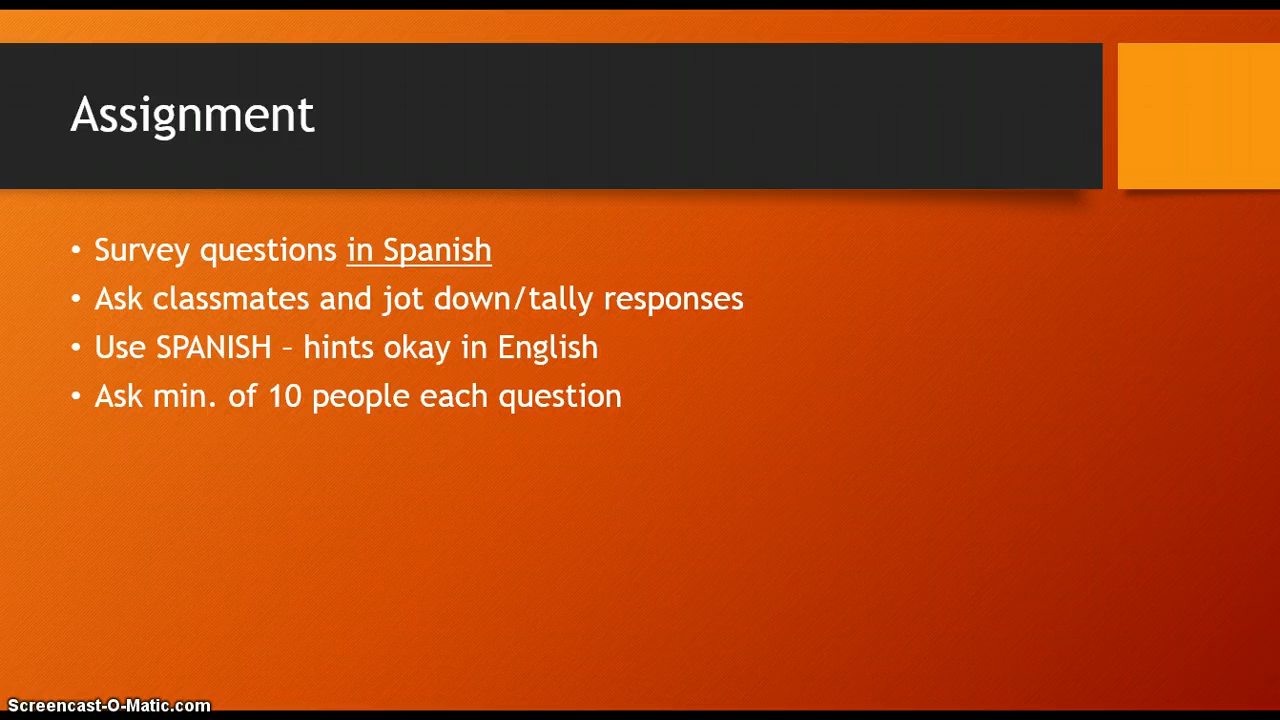 Assignment
• Survey questions in Spanish
• Ask classmates and jot down/tally responses
• Use SPANISH – hints okay in English
• Ask min. of 10 people each question
Screencast-O-Matic.com